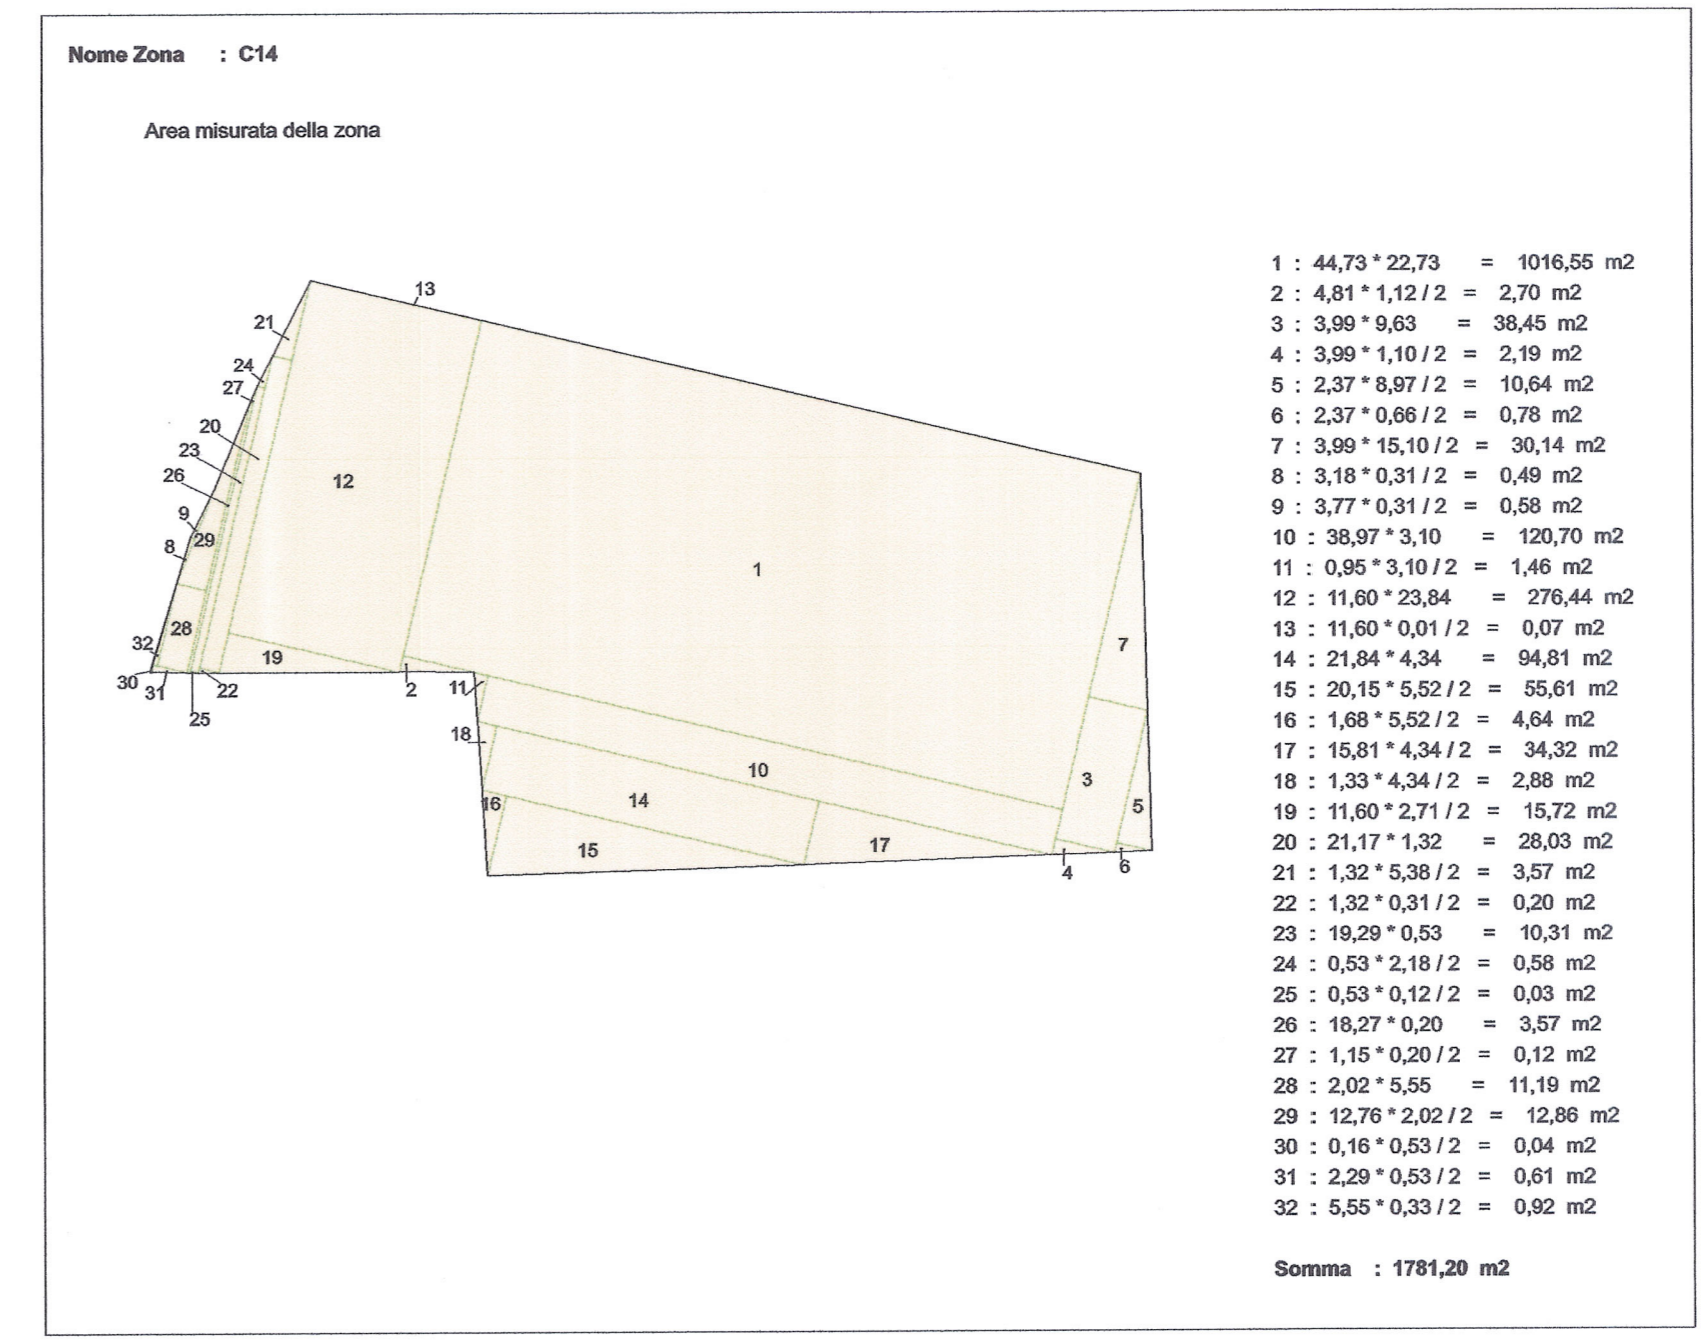 Nome Zona : C14
Area misurata della zona
13
21
24
27
20
23
26
12
9
29
8
1
28
32
7
19
30
31
22
2
11
25
18
10
3
16
14
5
15
17
4
6
1 : 44,73 * 22,73 = 1016,55 m2
2 : 4,81 * 1,12 / 2 = 2,70 m2
3 : 3,99 * 9,63 = 38,45 m2
4 : 3,99 * 1,10 / 2 = 2,19 m2
5 : 2,37 * 8,97 / 2 = 10,64 m2
6 : 2,37 * 0,66 / 2 = 0,78 m2
7 : 3,99 * 15,10 / 2 = 30,14 m2
8 : 3,18 * 0,31 / 2 = 0,49 m2
9 : 3,77 * 0,31 / 2 = 0,58 m2
10 : 38,97 * 3,10 = 120,70 m2
11 : 0,95 * 3,10 / 2 = 1,46 m2
12 : 11,60 * 23,84 = 276,44 m2
13 : 11,60 * 0,01 / 2 = 0,07 m2
14 : 21,84 * 4,34 = 94,81 m2
15 : 20,15 * 5,52 / 2 = 55,61 m2
16 : 1,68 * 5,52 / 2 = 4,64 m2
17 : 15,81 * 4,34 / 2 = 34,32 m2
18 : 1,33 * 4,34 / 2 = 2,88 m2
19 : 11,60 * 2,71 / 2 = 15,72 m2
20 : 21,17 * 1,32 = 28,03 m2
21 : 1,32 * 5,38 / 2 = 3,57 m2
22 : 1,32 * 0,31 / 2 = 0,20 m2
23 : 19,29 * 0,53 = 10,31 m2
24 : 0,53 * 2,18 / 2 = 0,58 m2
25 : 0,53 * 0,12 / 2 = 0,03 m2
26 : 18,27 * 0,20 = 3,57 m2
27 : 1,15 * 0,20 / 2 = 0,12 m2
28 : 2,02 * 5,55 = 11,19 m2
29 : 12,76 * 2,02 / 2 = 12,86 m2
30 : 0,16 * 0,53 / 2 = 0,04 m2
31 : 2,29 * 0,53 / 2 = 0,61 m2
32 : 5,55 * 0,33 / 2 = 0,92 m2
Somma : 1781,20 m2